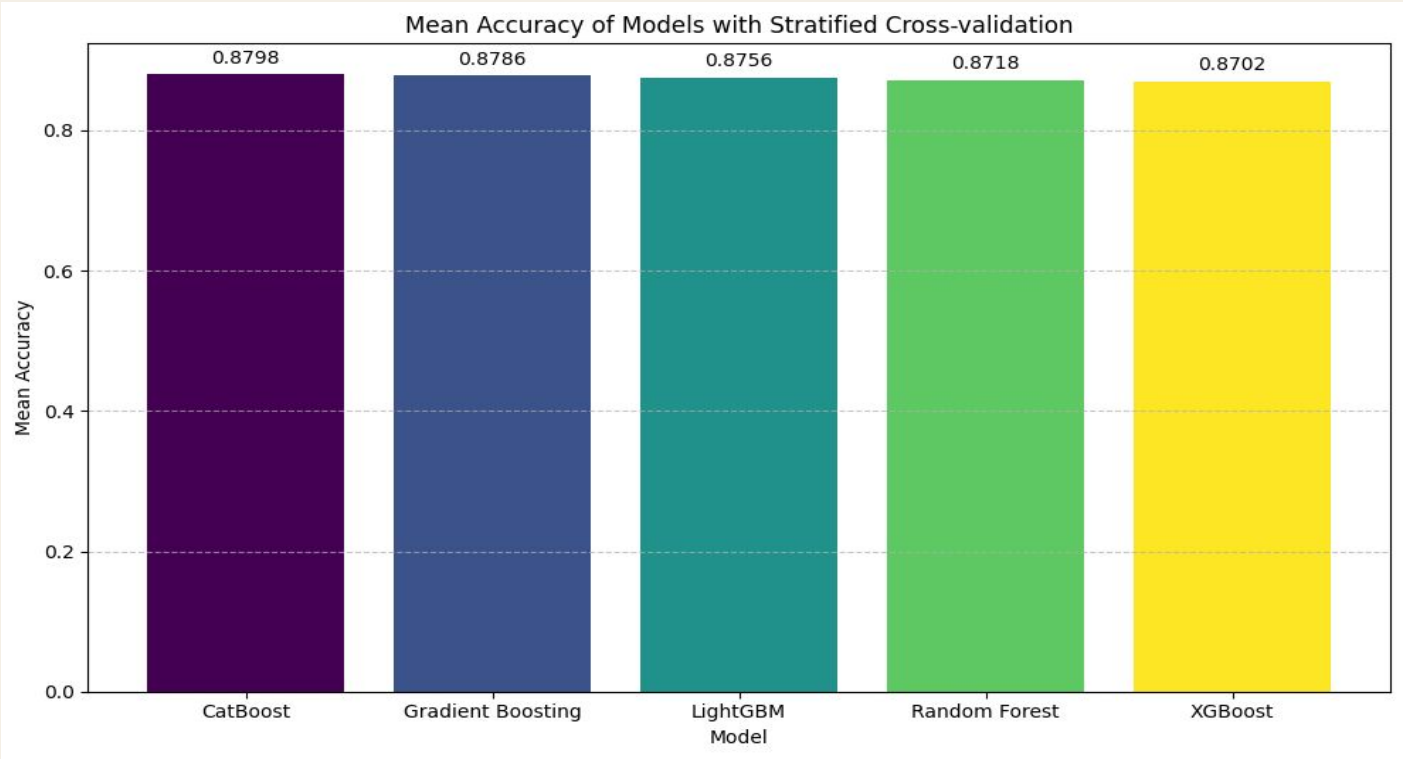 Mean Accuracy of Models with Stratified Cross-validation
0.8798 0.8786 0.8756 0.8718 0.8702
0.8
0.6
0.4
0.2
0.0
Mean Accuracy
CatBoost Gradient Boosting LightGBM Random Forest XGBoost
Model